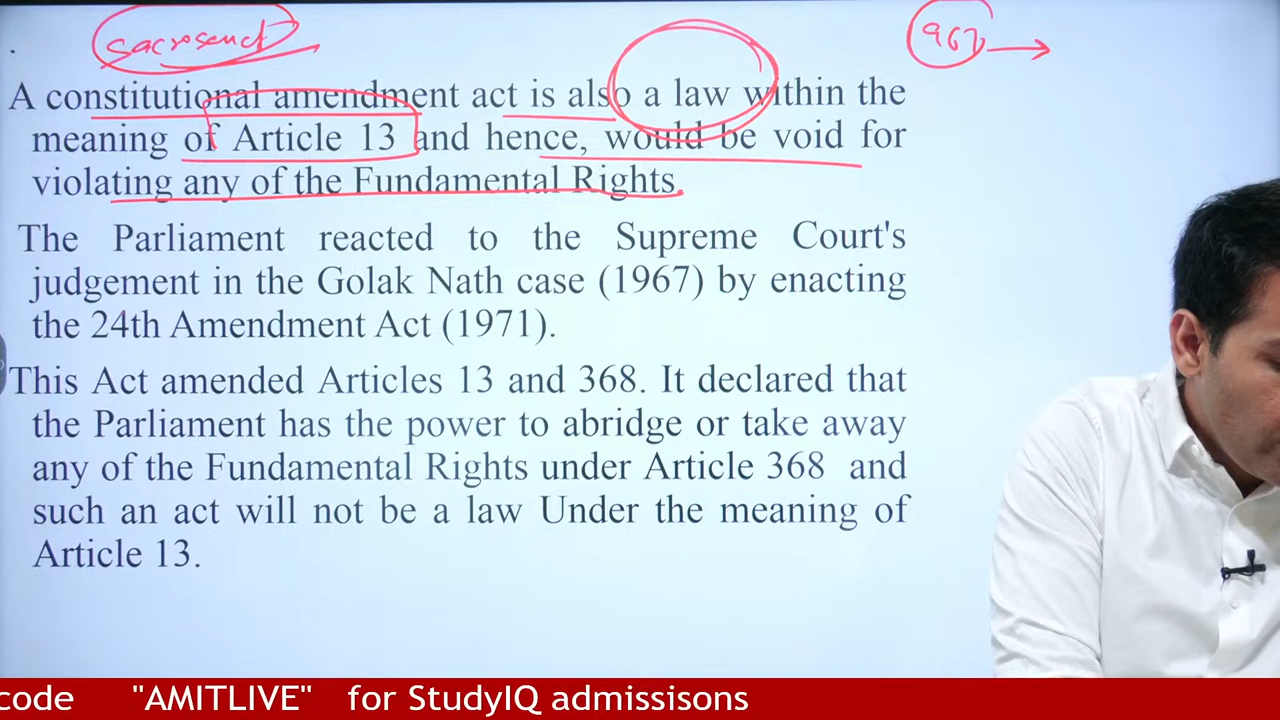 sacrosanct
967
A constitutional amendment act is also a law within the
meaning of Article 13 and hence, would be void for
violating any of the Fundamental Rights.
The Parliament reacted to the Supreme Court's
judgement in the Golak Nath case (1967) by enacting
the 24th Amendment Act (1971).
This Act amended Articles 13 and 368. It declared that
the Parliament has the power to abridge or take away
any of the Fundamental Rights under Article 368 and
such an act will not be a law Under the meaning of
Article 13.
code "AMITLIVE" for StudyIQ admissisons